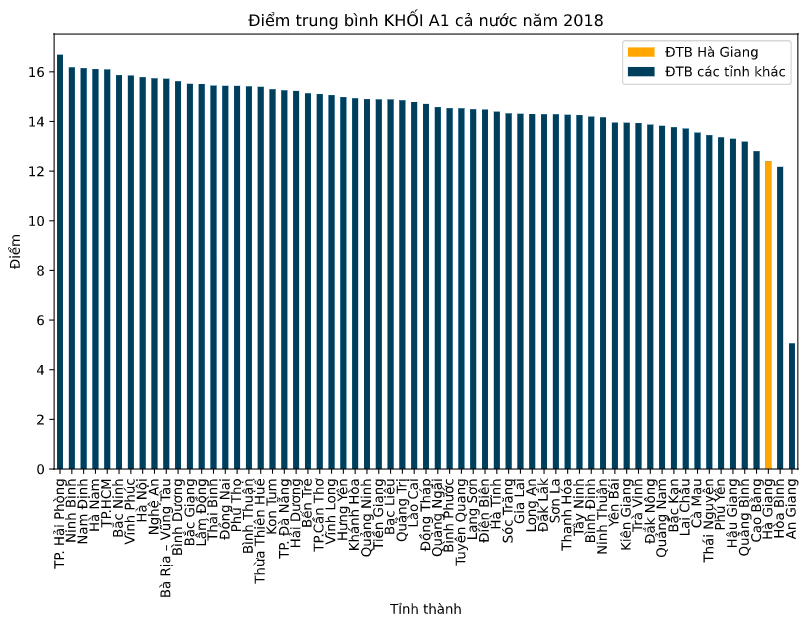 Điểm trung bình KHỐI A1 cả nước năm 2018
ĐTB Hà Giang
ĐTB các tỉnh khác
Điểm
16
14
12
10
8
6
4
2
0
TP. Hải Phòng
Ninh Bình
Nam Định
Hà Nam
TP.HCM
Bắc Ninh
Vĩnh Phúc
Hà Nội
Nghệ An
Bà Rịa – Vũng Tàu
Bình Dương
Bắc Giang
Lâm Đồng
Thái Bình
Đồng Nai
Phú Thọ
Bình Thuận
Thừa Thiên Huế
Kon Tum
TP. Đà Nẵng
Hải Dương
Bến Tre
TP.Cần Thơ
Vĩnh Long
Hưng Yên
Khánh Hòa
Quảng Ninh
Tiền Giang
Bạc Liêu
Quảng Trị
Lào Cai
Đồng Tháp
Quảng Ngãi
Bình Phước
Tuyên Quang
Lạng Sơn
Điện Biên
Hà Tĩnh
Sóc Trăng
Gia Lai
Long An
Đắk Lắk
Sơn La
Thanh Hóa
Tây Ninh
Bình Định
Ninh Thuận
Yên Bái
Kiên Giang
Trà Vinh
Đắk Nông
Quảng Nam
Bắc Kạn
Lai Châu
Cà Mau
Thái Nguyên
Phú Yên
Hậu Giang
Quảng Bình
Cao Bằng
Hà Giang
Hòa Bình
An Giang
Tỉnh thành